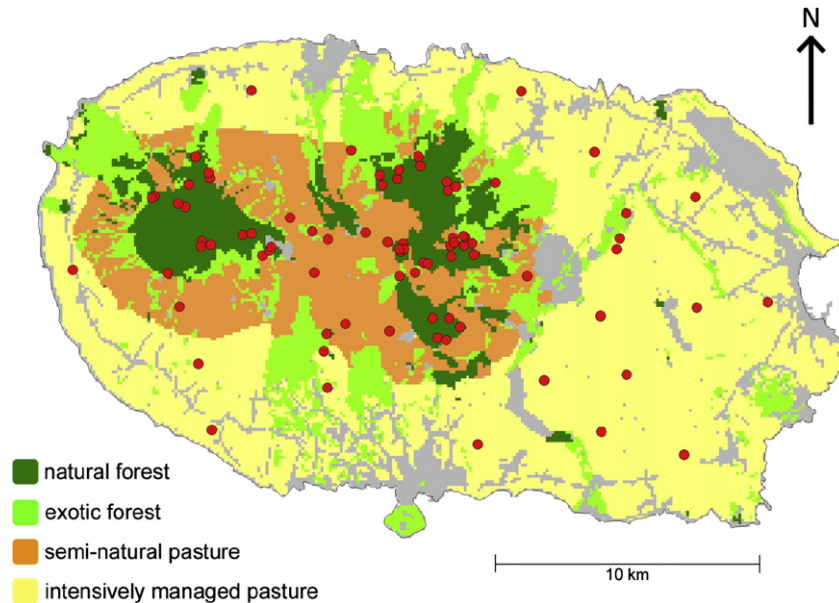 N
natural forest
exotic forest
semi-natural pasture
intensively managed pasture
10 km